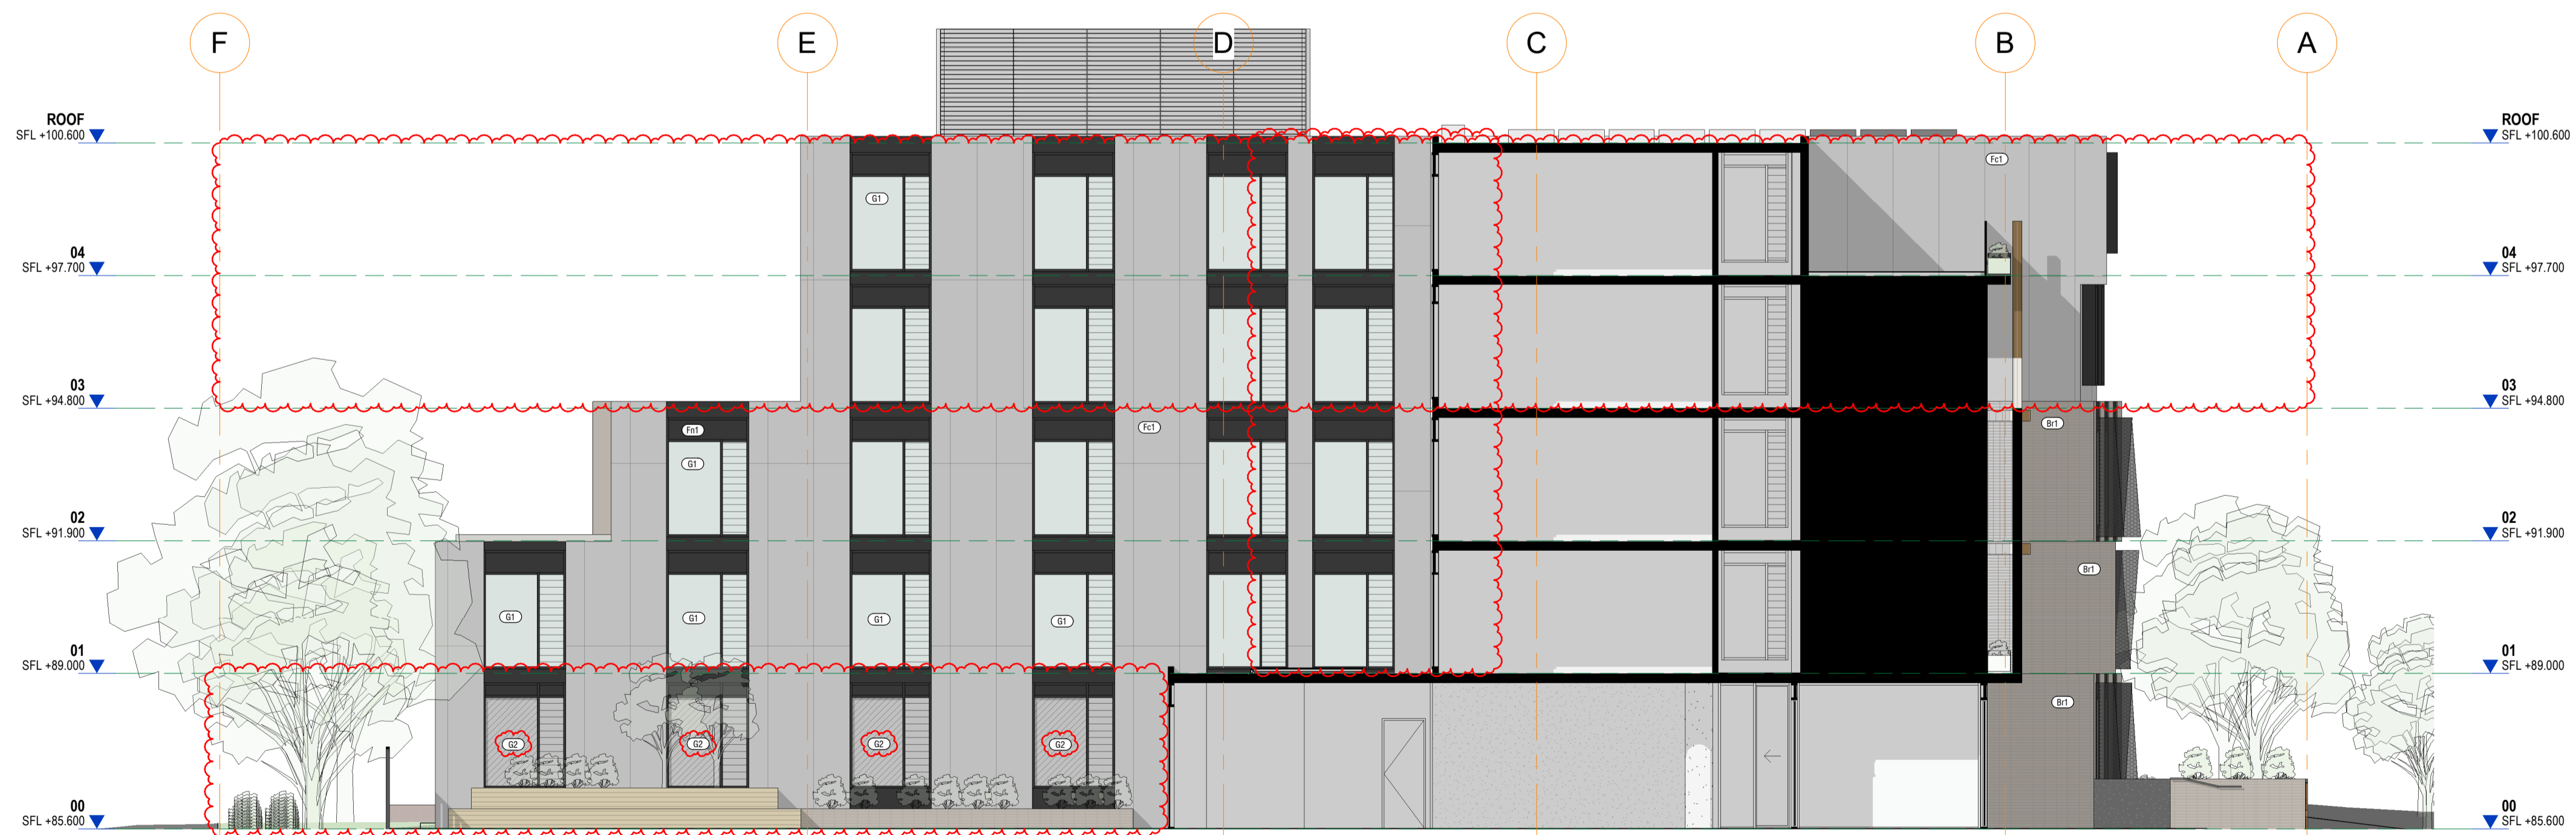 F E D C B A
ROOF
SFL +100.600
ROOF
SFL +100.600
Fc1
G1
04
SFL +97.700
04
SFL +97.700
03
SFL +94.800
03
SFL +94.800
Fn1
Fc1
Br1
G1
02
SFL +91.900
02
SFL +91.900
Br1
G1 G1 G1 G1
01
SFL +89.000
01
SFL +89.000
Br1
G2 G2 G2 G2
00
SFL +85.600
00
SFL +85.600